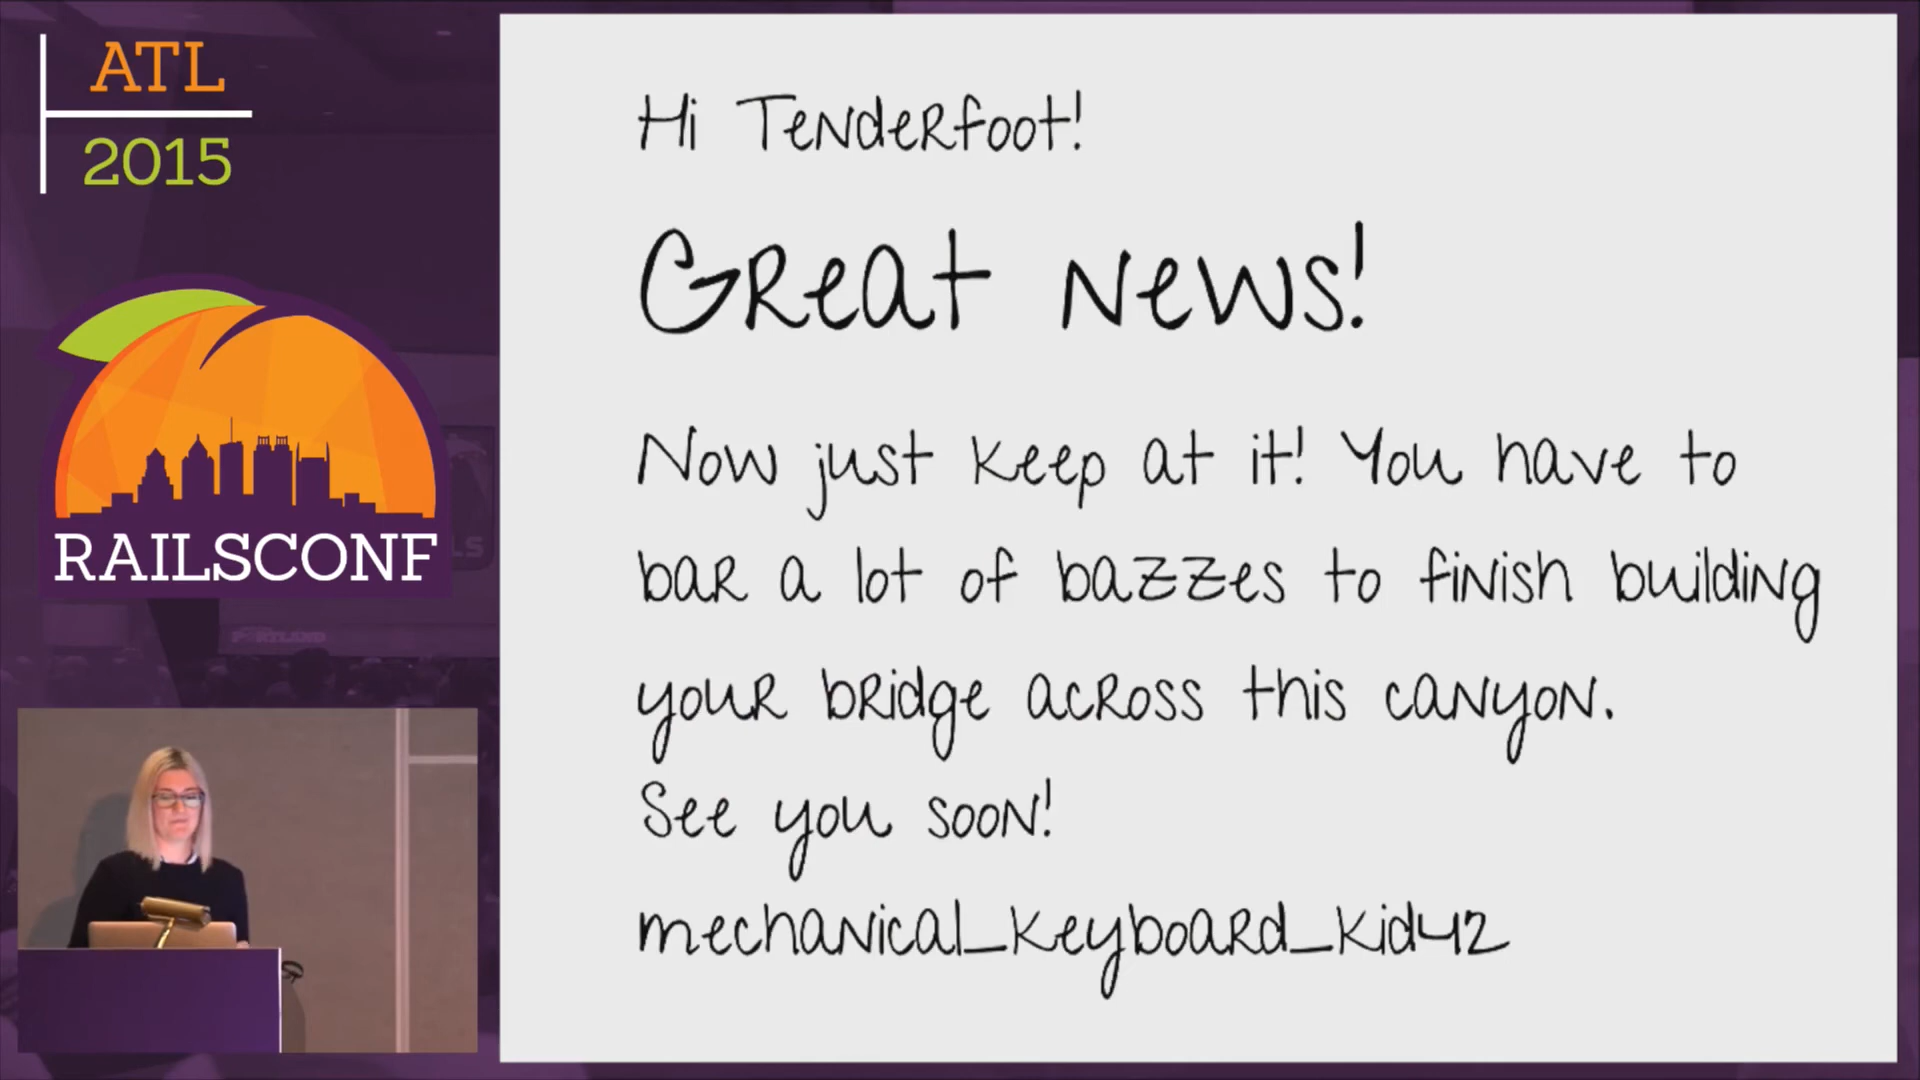 ATL
2015
RAILSCONF
PORTLAND
Hi Tenderfoot!
Great news!
Now just keep at it! You have to
bar a lot of bazzes to finish building
your bridge across this canyon.
See you soon!
mechanical_keyboard_kid42